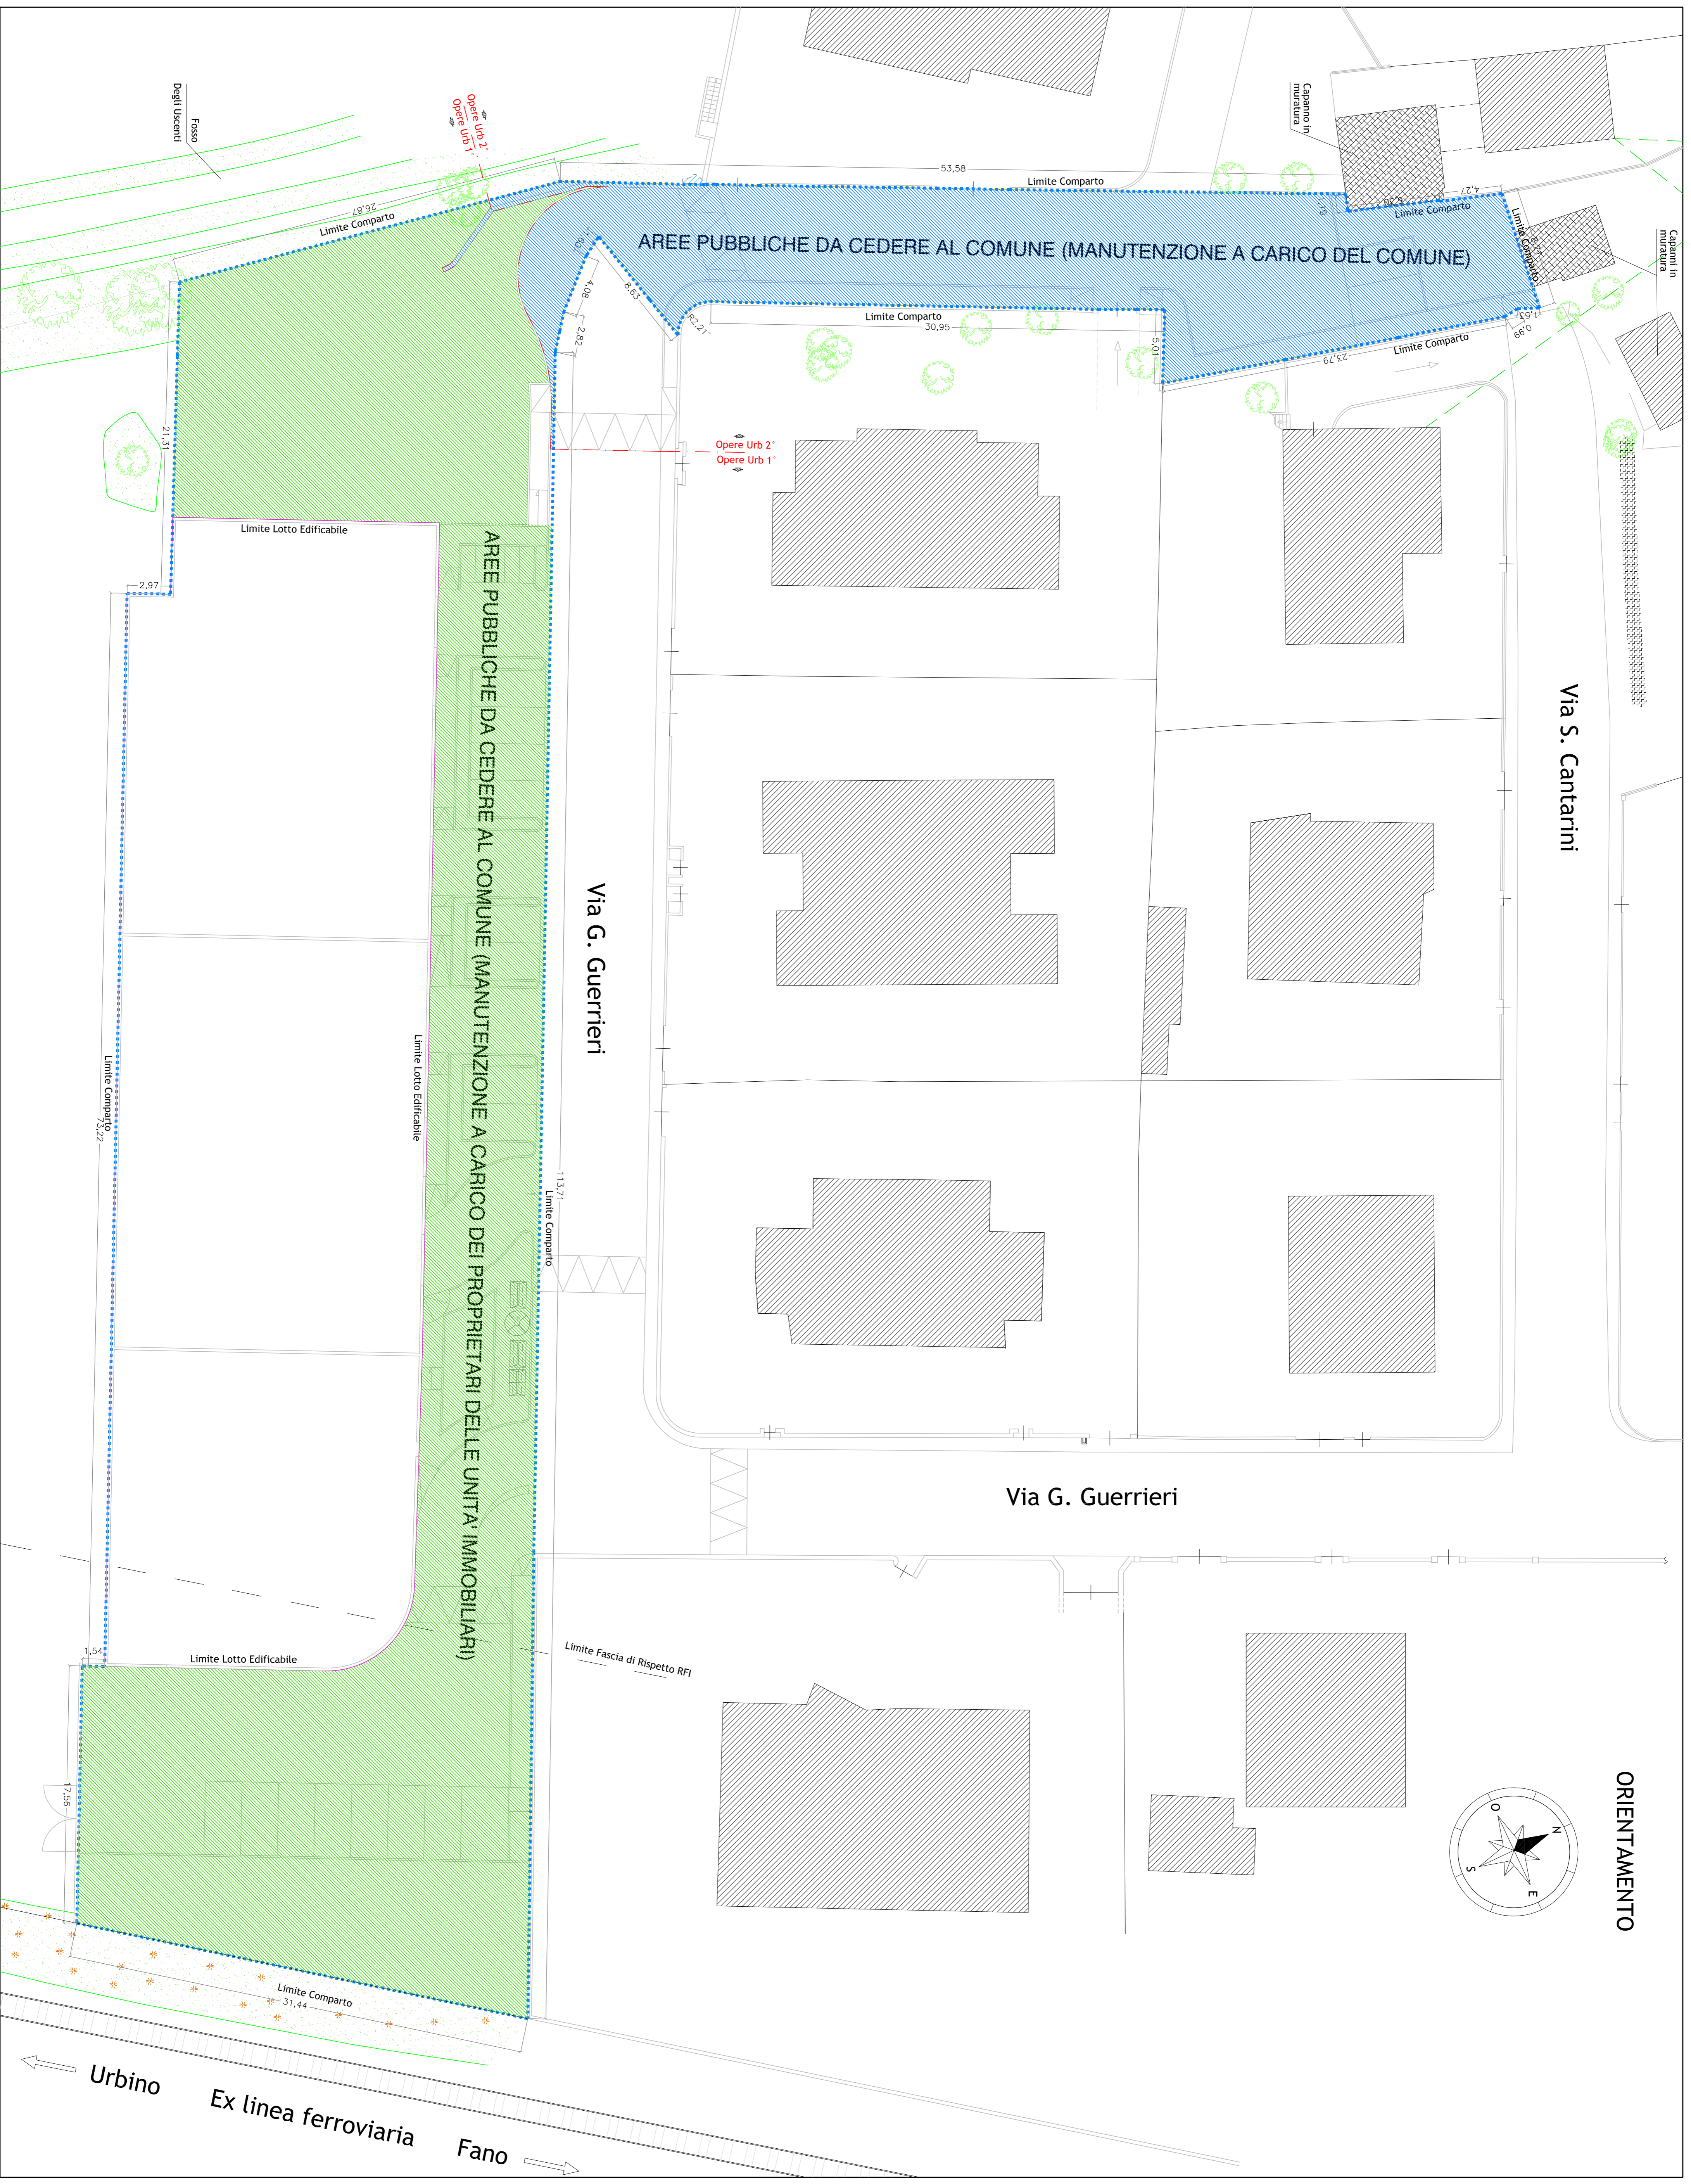 Fosso
Degli Uscenti
Opere Urb 2°
Opere Urb 1°
Capanno in
muratura
Capanni in
muratura
53,58
Limite Comparto
4,27
Limite Comparto
Limite Comparto
1,19
26,87
Limite Comparto
AREE PUBBLICHE DA CEDERE AL COMUNE (MANUTENZIONE A CARICO DEL COMUNE)
4,08
8,63
2,82
R2,21
Limite Comparto
30,95
5,01
23,79
Limite Comparto
1,53
0,99
21,31
Opere Urb 2°
Opere Urb 1°
Limite Lotto Edificabile
2,97
AREE PUBBLICHE DA CEDERE AL COMUNE (MANUTENZIONE A CARICO DEI PROPRIETARI DELLE UNITA' IMMOBILIARI)
Via G. Guerrieri
Via S. Cantarini
Limite Lotto Edificabile
Limite Comparto
73,22
113,71
Limite Comparto
Via G. Guerrieri
1,54
Limite Lotto Edificabile
Limite Fascia di Rispetto RFI
17,56
ORIENTAMENTO
N
O
S
E
Limite Comparto
31,44
Urbino
Ex linea ferroviaria
Fano